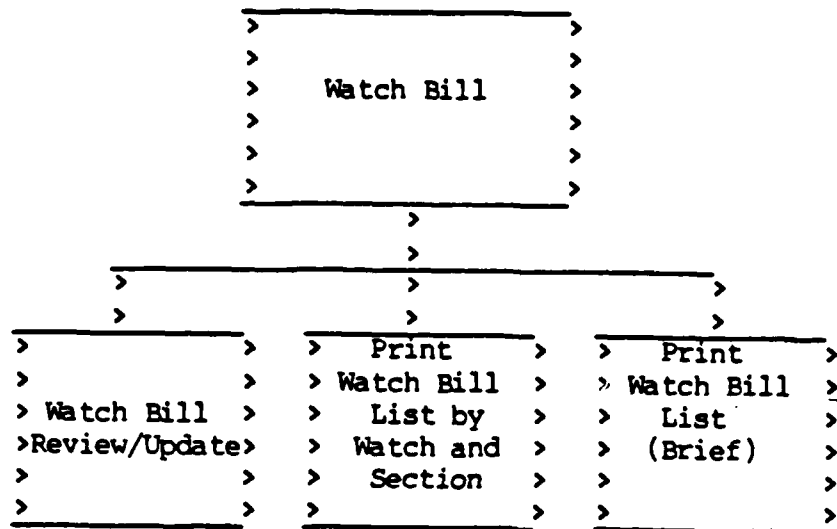 Watch Bill
Watch Bill
Review/Update
Print
Watch Bill
List by
Watch and
Section
Print
Watch Bill
List
(Brief)